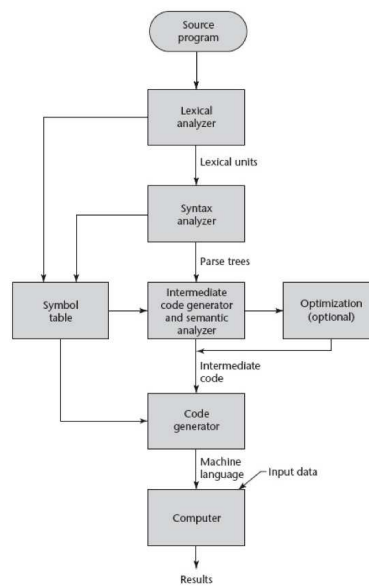 Source
program
Lexical
analyzer
Lexical units
Syntax
analyzer
Parse trees
Symbol
table
Intermediate
code generator
and semantic
analyzer
Optimization
(optional)
Intermediate
code
Code
generator
Machine
language
Input data
Computer
Results